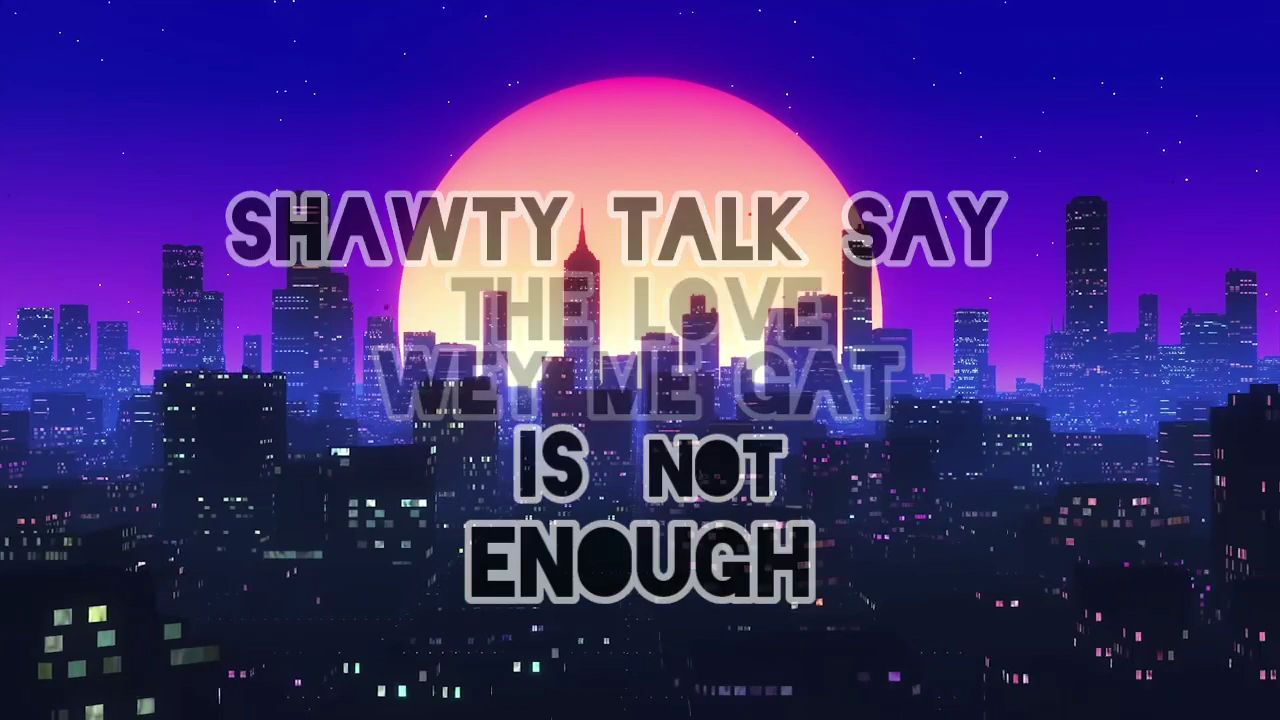 SHAWTY TALK SAY
THE LOVE
WEY ME GAT
IS NOT
ENOUGH